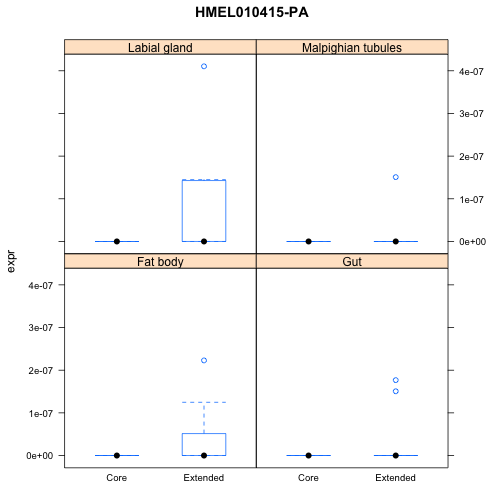 HMEL010415-PA
Labial gland Malpighian tubules
4e-07
3e-07
2e-07
1e-07
0e+00
expr
Fat body Gut
4e-07
3e-07
2e-07
1e-07
0e+00
Core Extended Core Extended